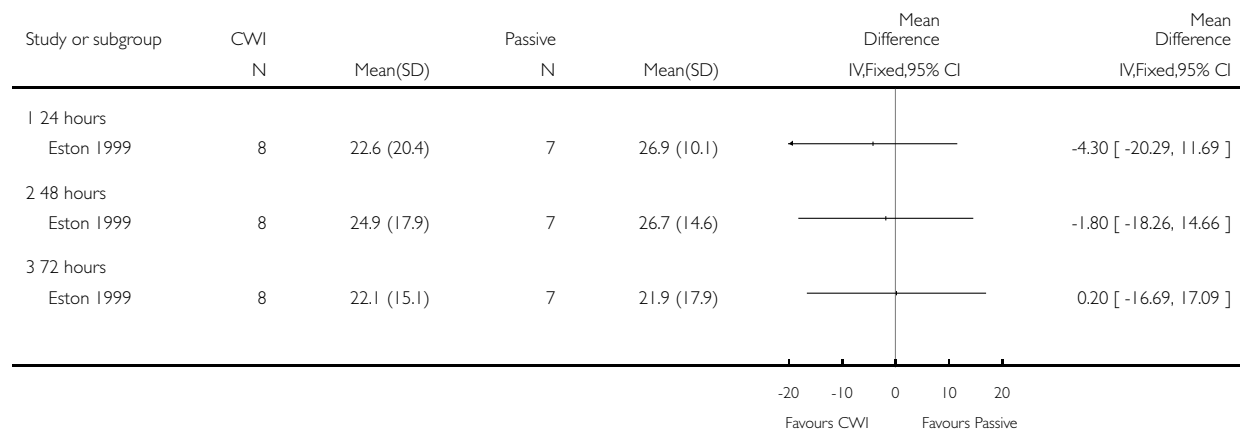 Mean Mean
Study or subgroup CWI Passive Difference Difference
N Mean(SD) N Mean(SD) IV,Fixed,95% CI IV,Fixed,95% CI
1 24 hours
Eston 1999 8 22.6 (20.4) 7 26.9 (10.1) -4.30 [ -20.29, 11.69 ]
2 48 hours
Eston 1999 8 24.9 (17.9) 7 26.7 (14.6) -1.80 [ -18.26, 14.66 ]
3 72 hours
Eston 1999 8 22.1 (15.1) 7 21.9 (17.9) 0.20 [ -16.69, 17.09 ]
-20 -10 0 10 20
Favours CWI Favours Passive